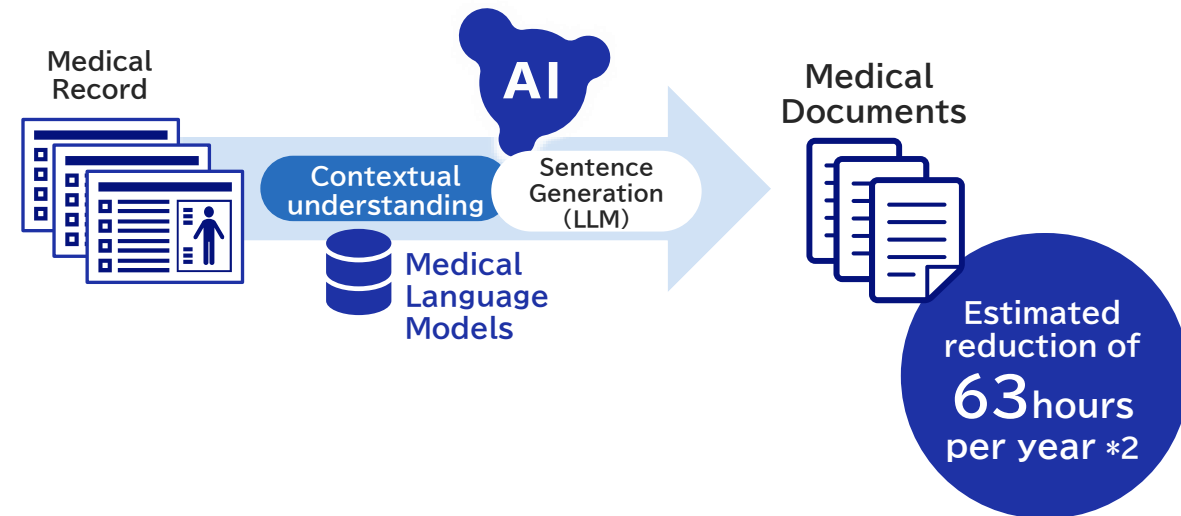 Medical
Record
AI
Contextual
understanding
Sentence
Generation
(LLM)
Medical
Language
Models
Medical
Documents
Estimated
reduction of
63hours
per year *2